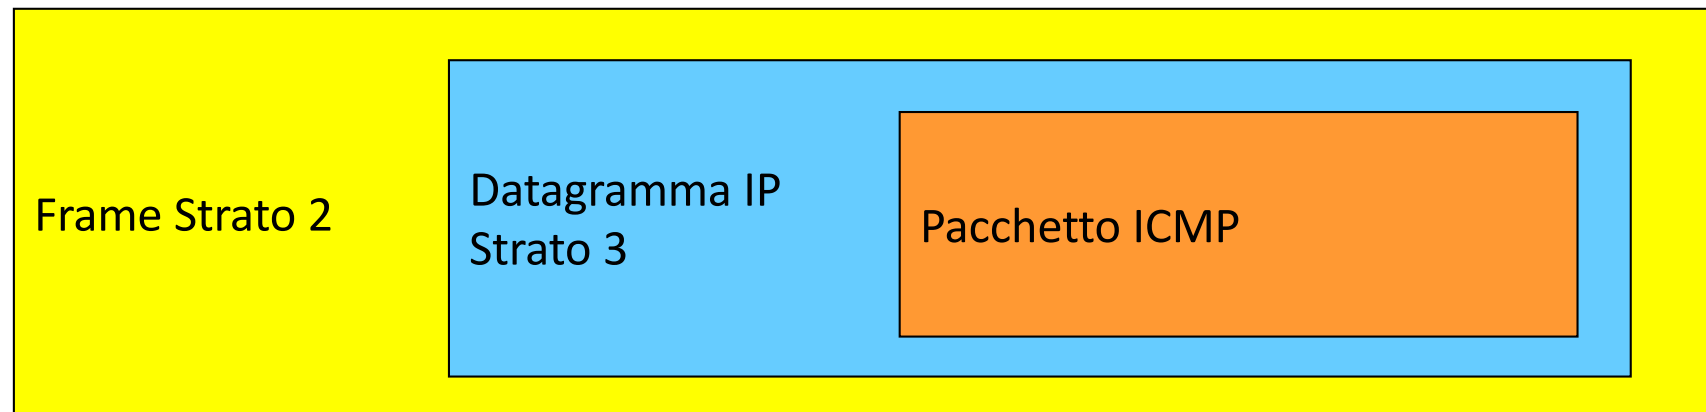 Frame Strato 2
Datagramma IP
Strato 3
Pacchetto ICMP